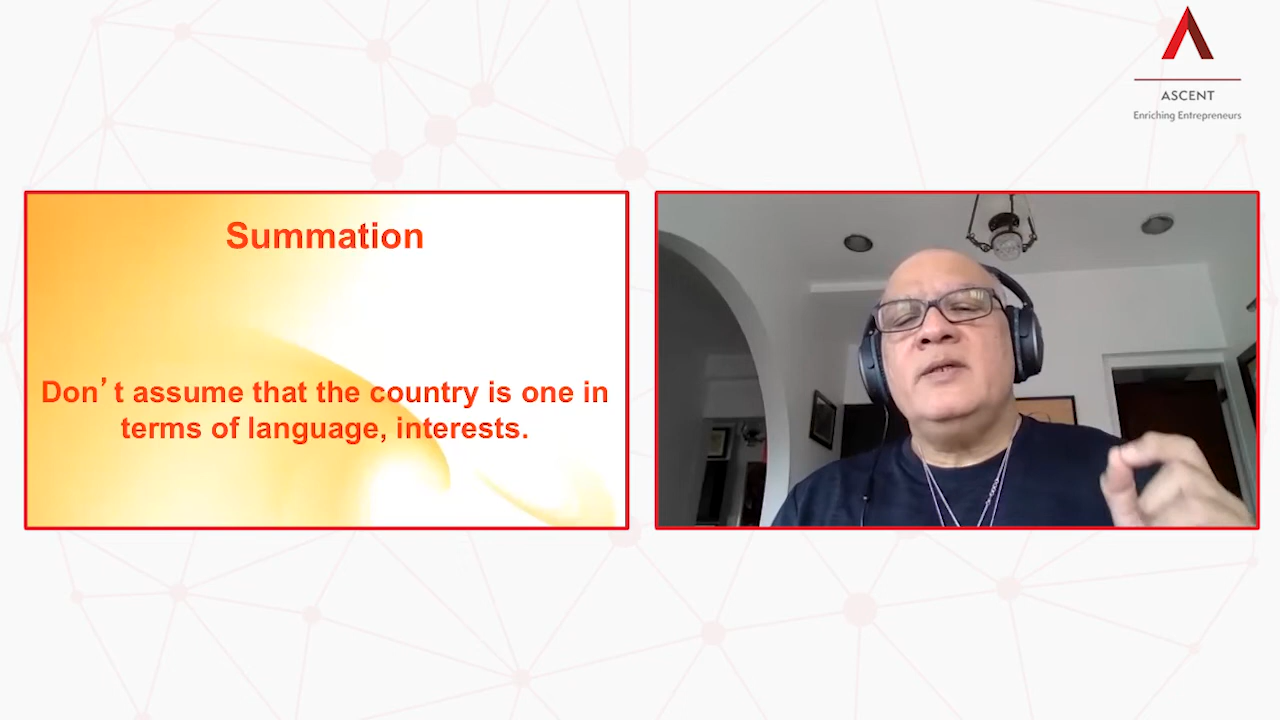 ASCENT
Enriching Entrepreneurs
Summation
Don’t assume that the country is one in
terms of language, interests.